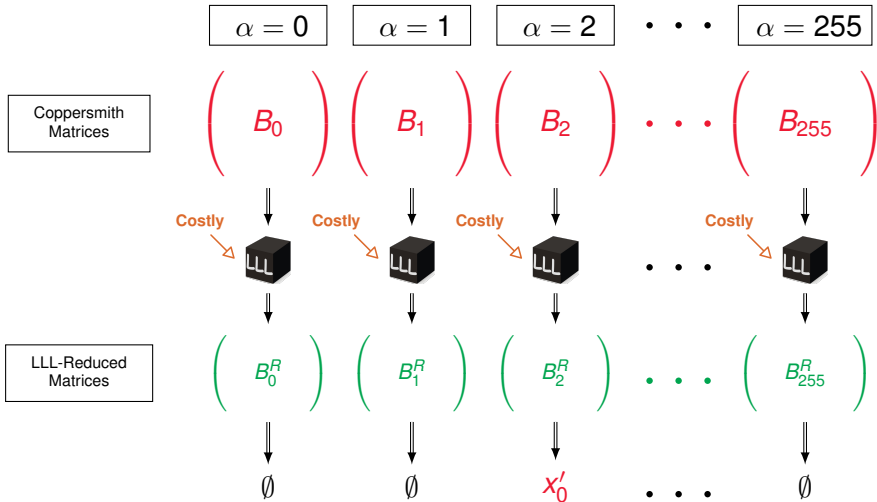 α = 0 α = 1 α = 2 • • • α = 255
Coppersmith
Matrices
B₀ B₁ B₂ • • • B₂₅₅
Costly Costly Costly Costly
LLL LLL LLL • • • LLL
LLL-Reduced
Matrices
B₀ᴿ B₁ᴿ B₂ᴿ • • • B₂₅₅ᴿ
∅ ∅ x₀′ • • • ∅